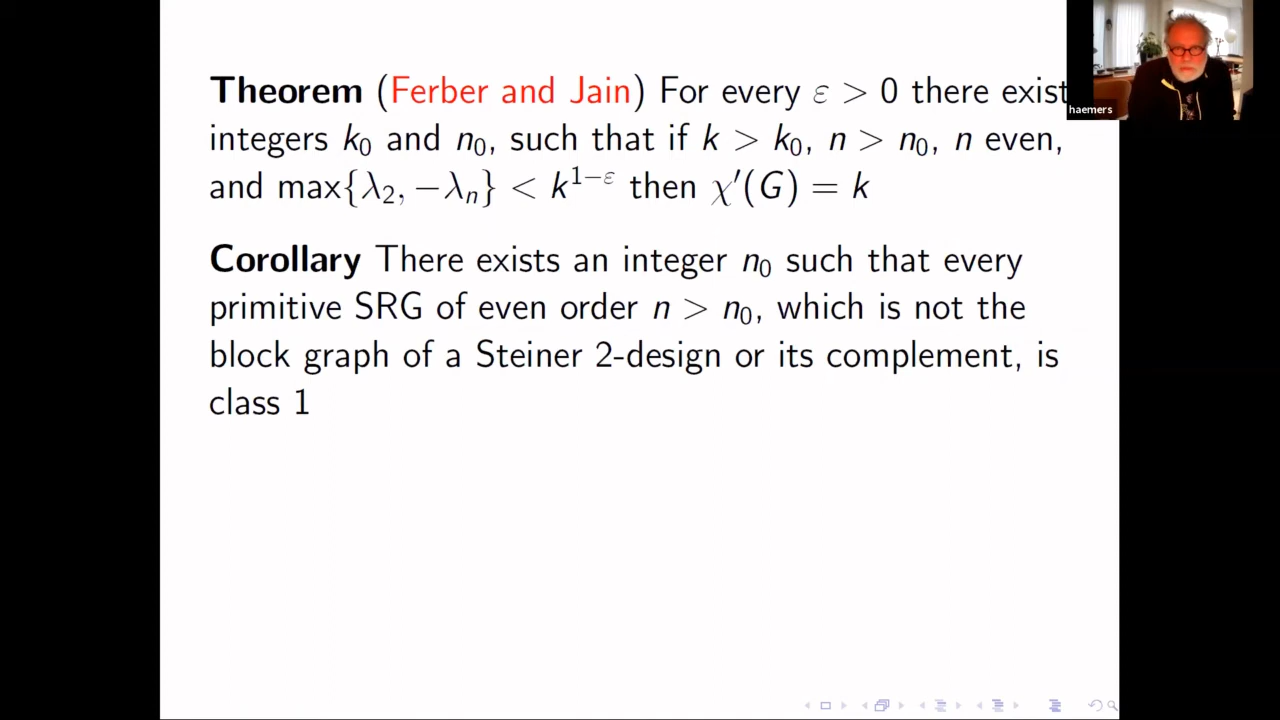 Theorem (Ferber and Jain) For every ε > 0 there exist
integers k₀ and n₀, such that if k > k₀, n > n₀, n even,
and max{λ₂, −λₙ} < k¹⁻ᵋ then χ′(G) = k
Corollary There exists an integer n₀ such that every
primitive SRG of even order n > n₀, which is not the
block graph of a Steiner 2-design or its complement, is
class 1
haemers